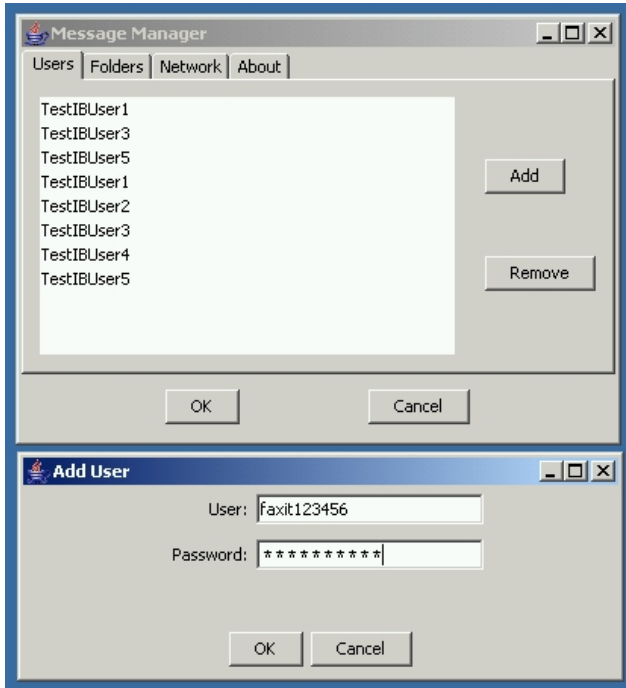 Message Manager
Users Folders Network About
TestIBUser1
TestIBUser3
TestIBUser5
TestIBUser1
TestIBUser2
TestIBUser3
TestIBUser4
TestIBUser5
Add
Remove
OK Cancel
Add User
User: faxit123456
Password: **********
OK Cancel